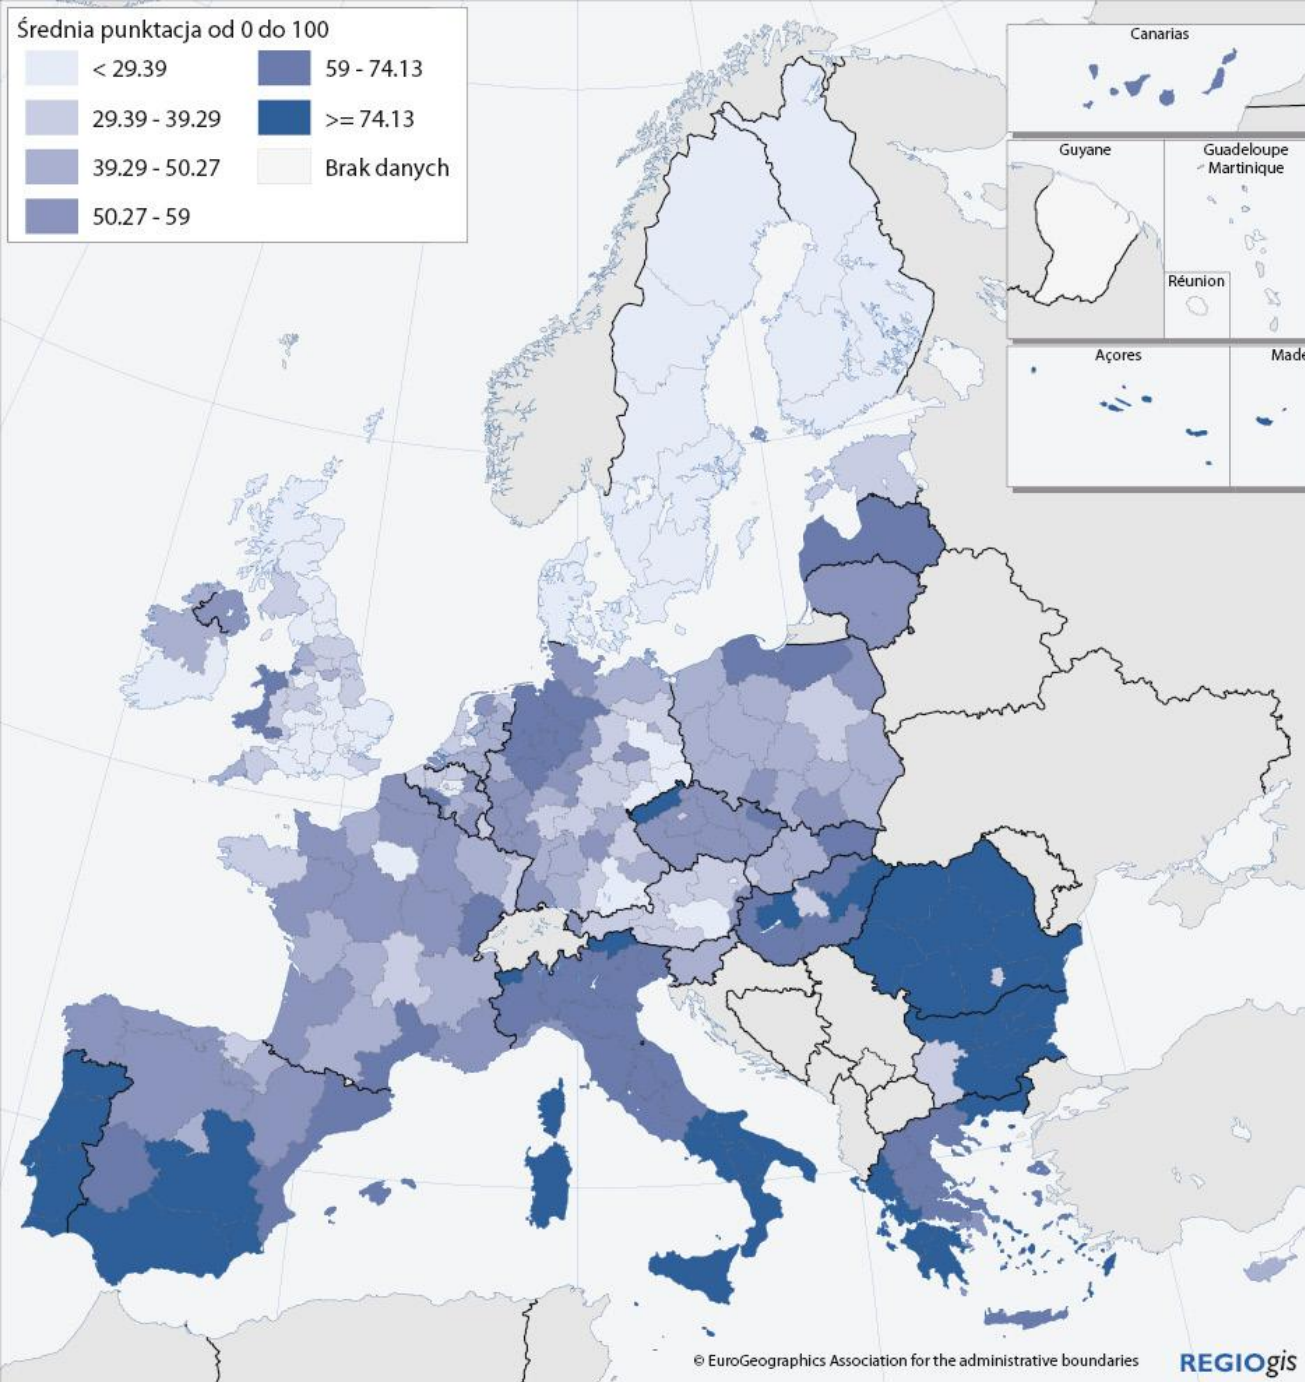 Średnia punktacja od 0 do 100
< 29.39
59 - 74.13
29.39 - 39.29
>= 74.13
39.29 - 50.27
Brak danych
50.27 - 59
Canarias
Guyane
Guadeloupe
Martinique
Réunion
Açores
Made
© EuroGeographics Association for the administrative boundaries
REGIOgis